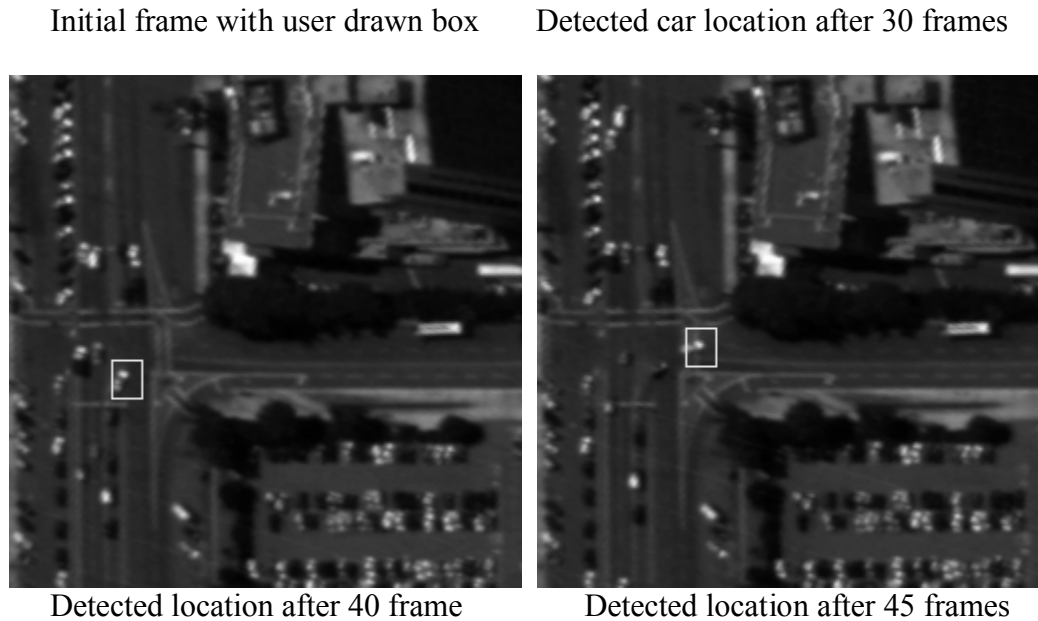 Initial frame with user drawn box
Detected car location after 30 frames
Detected location after 40 frame
Detected location after 45 frames